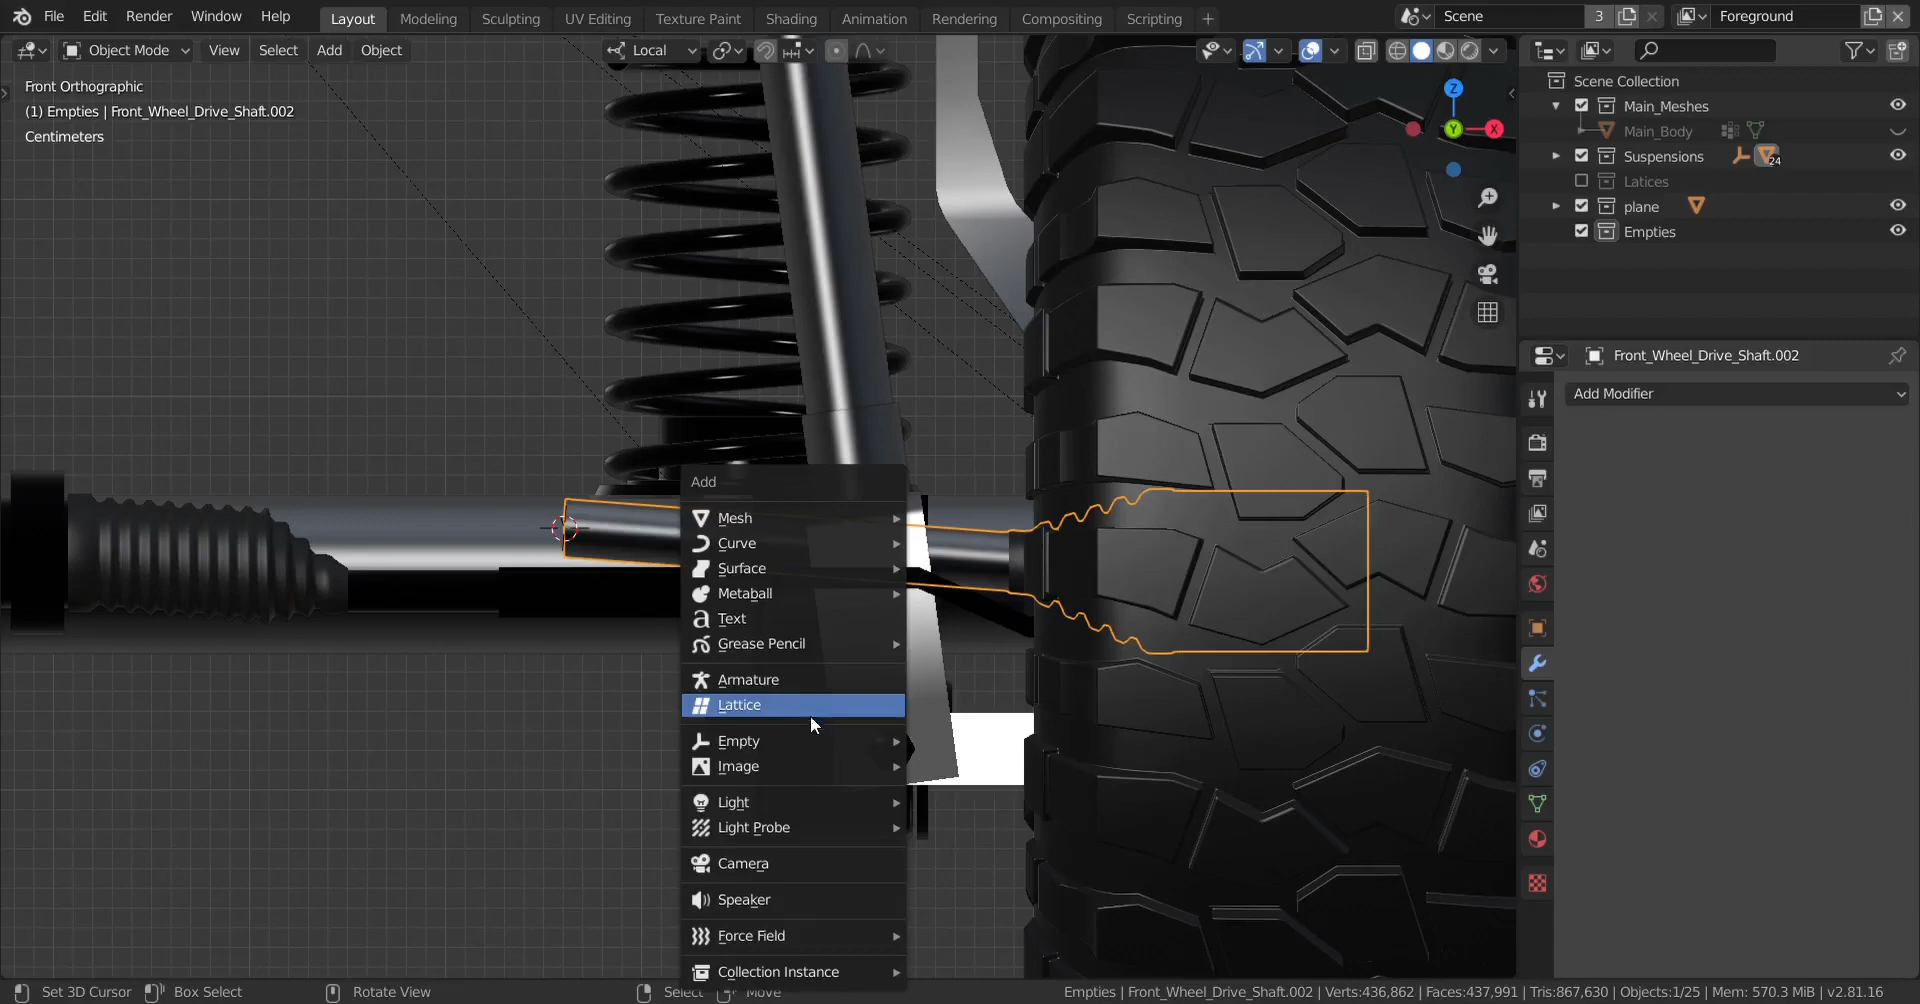 File Edit Render Window Help Layout Modeling Sculpting UV Editing Texture Paint Shading Animation Rendering Compositing Scripting + Scene 3 Foreground
Object Mode View Select Add Object Local
Front Orthographic
(1) Empties | Front_Wheel_Drive_Shaft.002
Centimeters
Z
Y
X
Scene Collection
Main_Meshes
Main_Body
Suspensions 24
Latices
plane
Empties
Front_Wheel_Drive_Shaft.002
Add Modifier
Add
Mesh
Curve
Surface
Metaball
Text
Grease Pencil
Armature
Lattice
Empty
Image
Light
Light Probe
Camera
Speaker
Force Field
Collection Instance
Set 3D Cursor Box Select Rotate View Select Move Empties | Front_Wheel_Drive_Shaft.002 | Verts:436,862 | Faces:437,991 | Tris:867,630 | Objects:1/25 | Mem: 570.3 MiB | v2.81.16